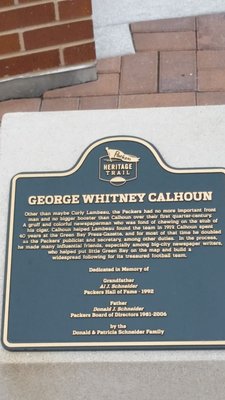 Packers
HERITAGE
TRAIL
GEORGE WHITNEY CALHOUN
Other than maybe Curly Lambeau, the Packers had no more important front
man and no bigger booster than Calhoun over their first quarter-century.
A gruff and colorful newspaperman who was fond of chewing on the stub of
his cigar, Calhoun helped Lambeau found the team in 1919. Calhoun spent
40 years at the Green Bay Press-Gazette, and for most of that time he doubled
as the Packers publicist and secretary, among other duties. In the process,
he made many influential friends, especially among big-city newspaper writers,
who helped put little Green Bay on the map and build a
widespread following for its treasured football team.
Dedicated in Memory of
Grandfather
Al J. Schneider
Packers Hall of Fame - 1992
Father
Donald J. Schneider
Packers Board of Directors 1981-2006
by the
Donald & Patricia Schneider Family